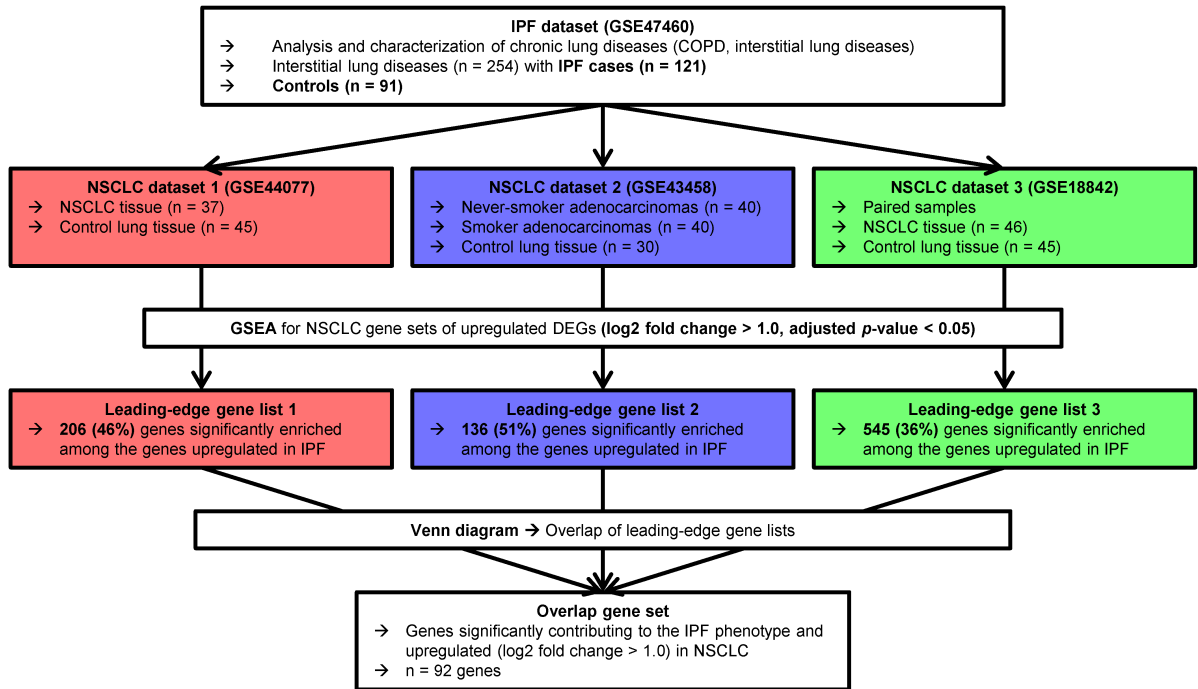 IPF dataset (GSE47460)
→ Analysis and characterization of chronic lung diseases (COPD, interstitial lung diseases)
→ Interstitial lung diseases (n = 254) with IPF cases (n = 121)
→ Controls (n = 91)
NSCLC dataset 1 (GSE44077)
→ NSCLC tissue (n = 37)
→ Control lung tissue (n = 45)
NSCLC dataset 2 (GSE43458)
→ Never-smoker adenocarcinomas (n = 40)
→ Smoker adenocarcinomas (n = 40)
→ Control lung tissue (n = 30)
NSCLC dataset 3 (GSE18842)
→ Paired samples
→ NSCLC tissue (n = 46)
→ Control lung tissue (n = 45)
GSEA for NSCLC gene sets of upregulated DEGs (log2 fold change > 1.0, adjusted p-value < 0.05)
Leading-edge gene list 1
→ 206 (46%) genes significantly enriched
among the genes upregulated in IPF
Leading-edge gene list 2
→ 136 (51%) genes significantly enriched
among the genes upregulated in IPF
Leading-edge gene list 3
→ 545 (36%) genes significantly enriched
among the genes upregulated in IPF
Venn diagram → Overlap of leading-edge gene lists
Overlap gene set
→ Genes significantly contributing to the IPF phenotype and
upregulated (log2 fold change > 1.0) in NSCLC
→ n = 92 genes